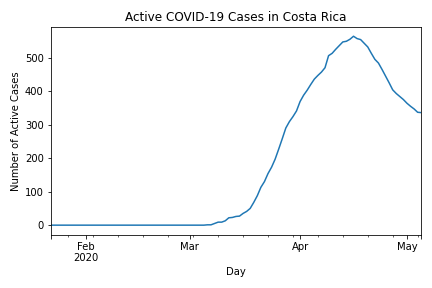 Active COVID-19 Cases in Costa Rica
Number of Active Cases
500
400
300
200
100
0
Feb
2020
Mar
Apr
May
Day